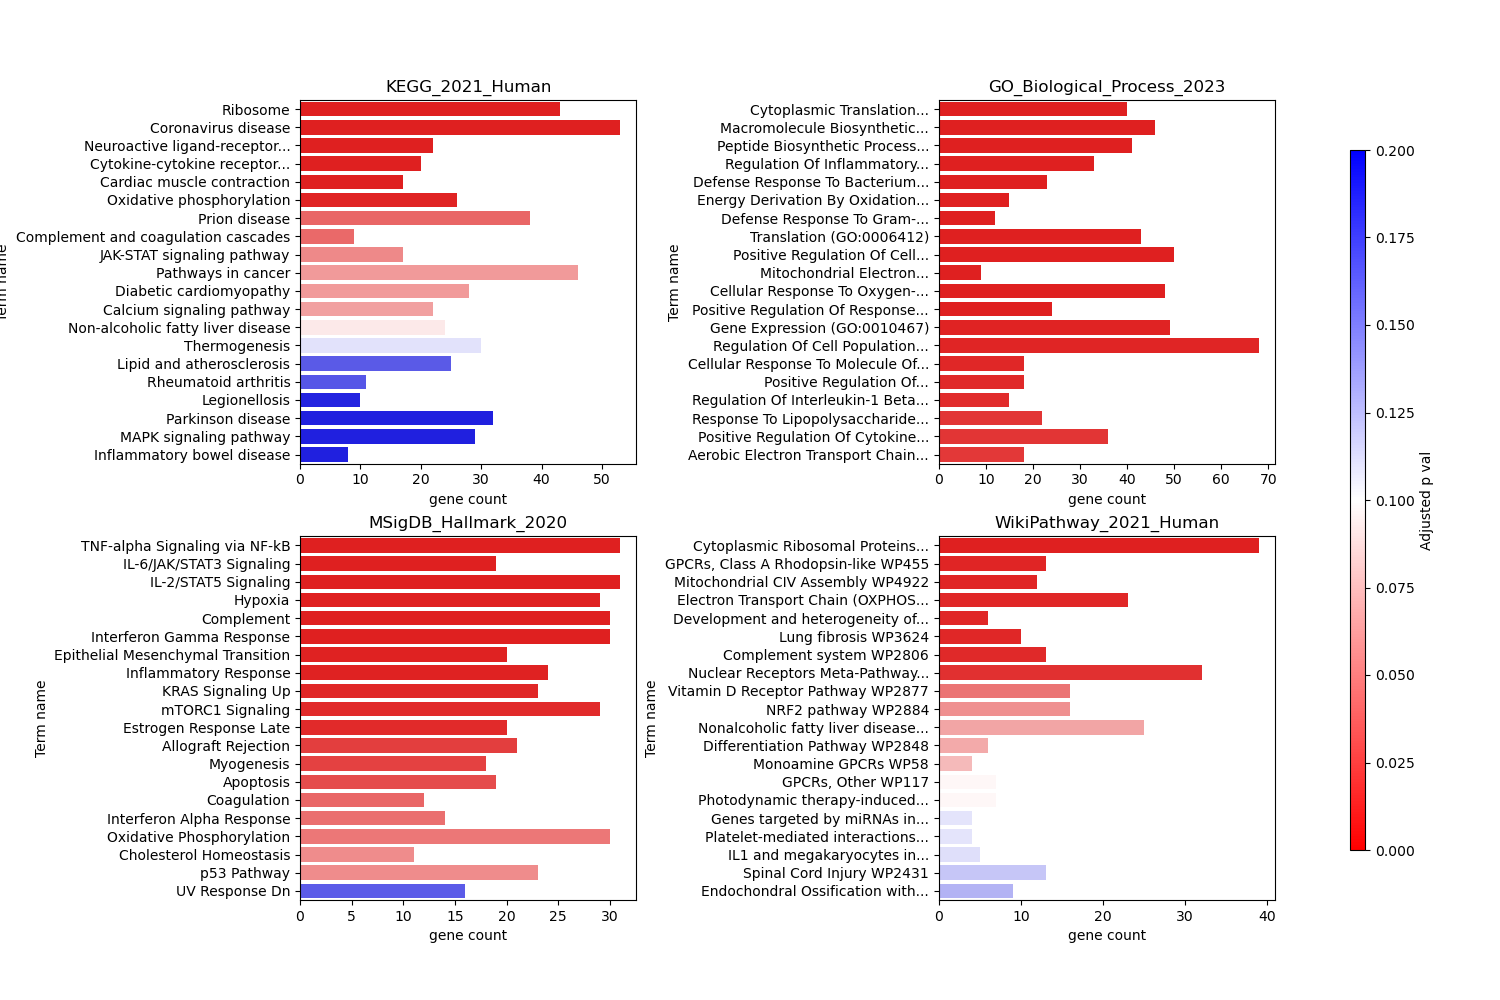 KEGG_2021_Human
Term name
Ribosome
Coronavirus disease
Neuroactive ligand-receptor...
Cytokine-cytokine receptor...
Cardiac muscle contraction
Oxidative phosphorylation
Prion disease
Complement and coagulation cascades
JAK-STAT signaling pathway
Pathways in cancer
Diabetic cardiomyopathy
Calcium signaling pathway
Non-alcoholic fatty liver disease
Thermogenesis
Lipid and atherosclerosis
Rheumatoid arthritis
Legionellosis
Parkinson disease
MAPK signaling pathway
Inflammatory bowel disease
0 10 20 30 40 50
gene count
GO_Biological_Process_2023
Term name
Cytoplasmic Translation...
Macromolecule Biosynthetic...
Peptide Biosynthetic Process...
Regulation Of Inflammatory...
Defense Response To Bacterium...
Energy Derivation By Oxidation...
Defense Response To Gram-...
Translation (GO:0006412)
Positive Regulation Of Cell...
Mitochondrial Electron...
Cellular Response To Oxygen-...
Positive Regulation Of Response...
Gene Expression (GO:0010467)
Regulation Of Cell Population...
Cellular Response To Molecule Of...
Positive Regulation Of...
Regulation Of Interleukin-1 Beta...
Response To Lipopolysaccharide...
Positive Regulation Of Cytokine...
Aerobic Electron Transport Chain...
0 10 20 30 40 50 60 70
gene count
MSigDB_Hallmark_2020
Term name
TNF-alpha Signaling via NF-kB
IL-6/JAK/STAT3 Signaling
IL-2/STAT5 Signaling
Hypoxia
Complement
Interferon Gamma Response
Epithelial Mesenchymal Transition
Inflammatory Response
KRAS Signaling Up
mTORC1 Signaling
Estrogen Response Late
Allograft Rejection
Myogenesis
Apoptosis
Coagulation
Interferon Alpha Response
Oxidative Phosphorylation
Cholesterol Homeostasis
p53 Pathway
UV Response Dn
0 5 10 15 20 25 30
gene count
WikiPathway_2021_Human
Term name
Cytoplasmic Ribosomal Proteins...
GPCRs, Class A Rhodopsin-like WP455
Mitochondrial CIV Assembly WP4922
Electron Transport Chain (OXPHOS...
Development and heterogeneity of...
Lung fibrosis WP3624
Complement system WP2806
Nuclear Receptors Meta-Pathway...
Vitamin D Receptor Pathway WP2877
NRF2 pathway WP2884
Nonalcoholic fatty liver disease...
Differentiation Pathway WP2848
Monoamine GPCRs WP58
GPCRs, Other WP117
Photodynamic therapy-induced...
Genes targeted by miRNAs in...
Platelet-mediated interactions...
IL1 and megakaryocytes in...
Spinal Cord Injury WP2431
Endochondral Ossification with...
0 10 20 30 40
gene count
0.200
0.175
0.150
0.125
0.100
0.075
0.050
0.025
0.000
Adjusted p val